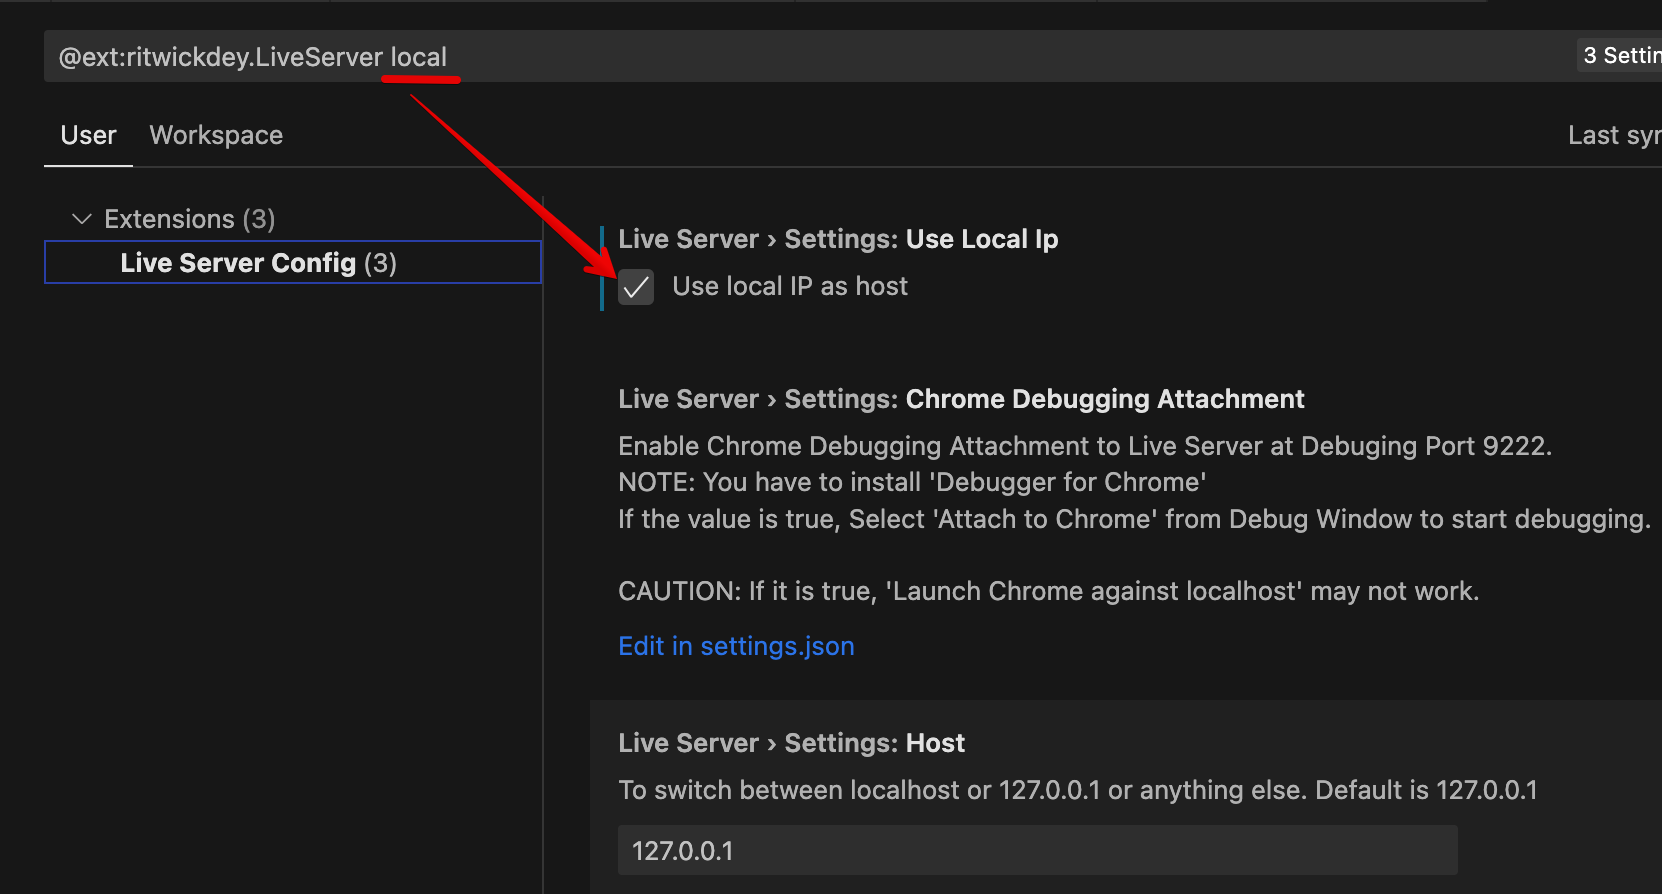 @ext:ritwickdey.LiveServer local
3 Settin
User Workspace
Last syn
Extensions (3)
Live Server Config (3)
Live Server › Settings: Use Local Ip
Use local IP as host
Live Server › Settings: Chrome Debugging Attachment
Enable Chrome Debugging Attachment to Live Server at Debuging Port 9222.
NOTE: You have to install 'Debugger for Chrome'
If the value is true, Select 'Attach to Chrome' from Debug Window to start debugging.
CAUTION: If it is true, 'Launch Chrome against localhost' may not work.
Edit in settings.json
Live Server › Settings: Host
To switch between localhost or 127.0.0.1 or anything else. Default is 127.0.0.1
127.0.0.1